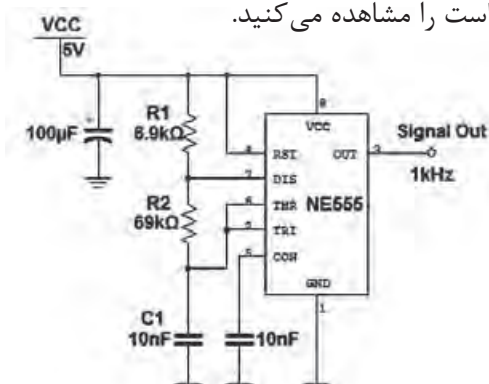 است را مشاهده می‌کنید.
VCC
5V
100µF
R1
6.9kΩ
R2
69kΩ
C1
10nF
10nF
8
VCC
4 RST
OUT 3
7 DIS
6 THR
NE555
2 TRI
5 CON
GND
1
Signal Out
1kHz